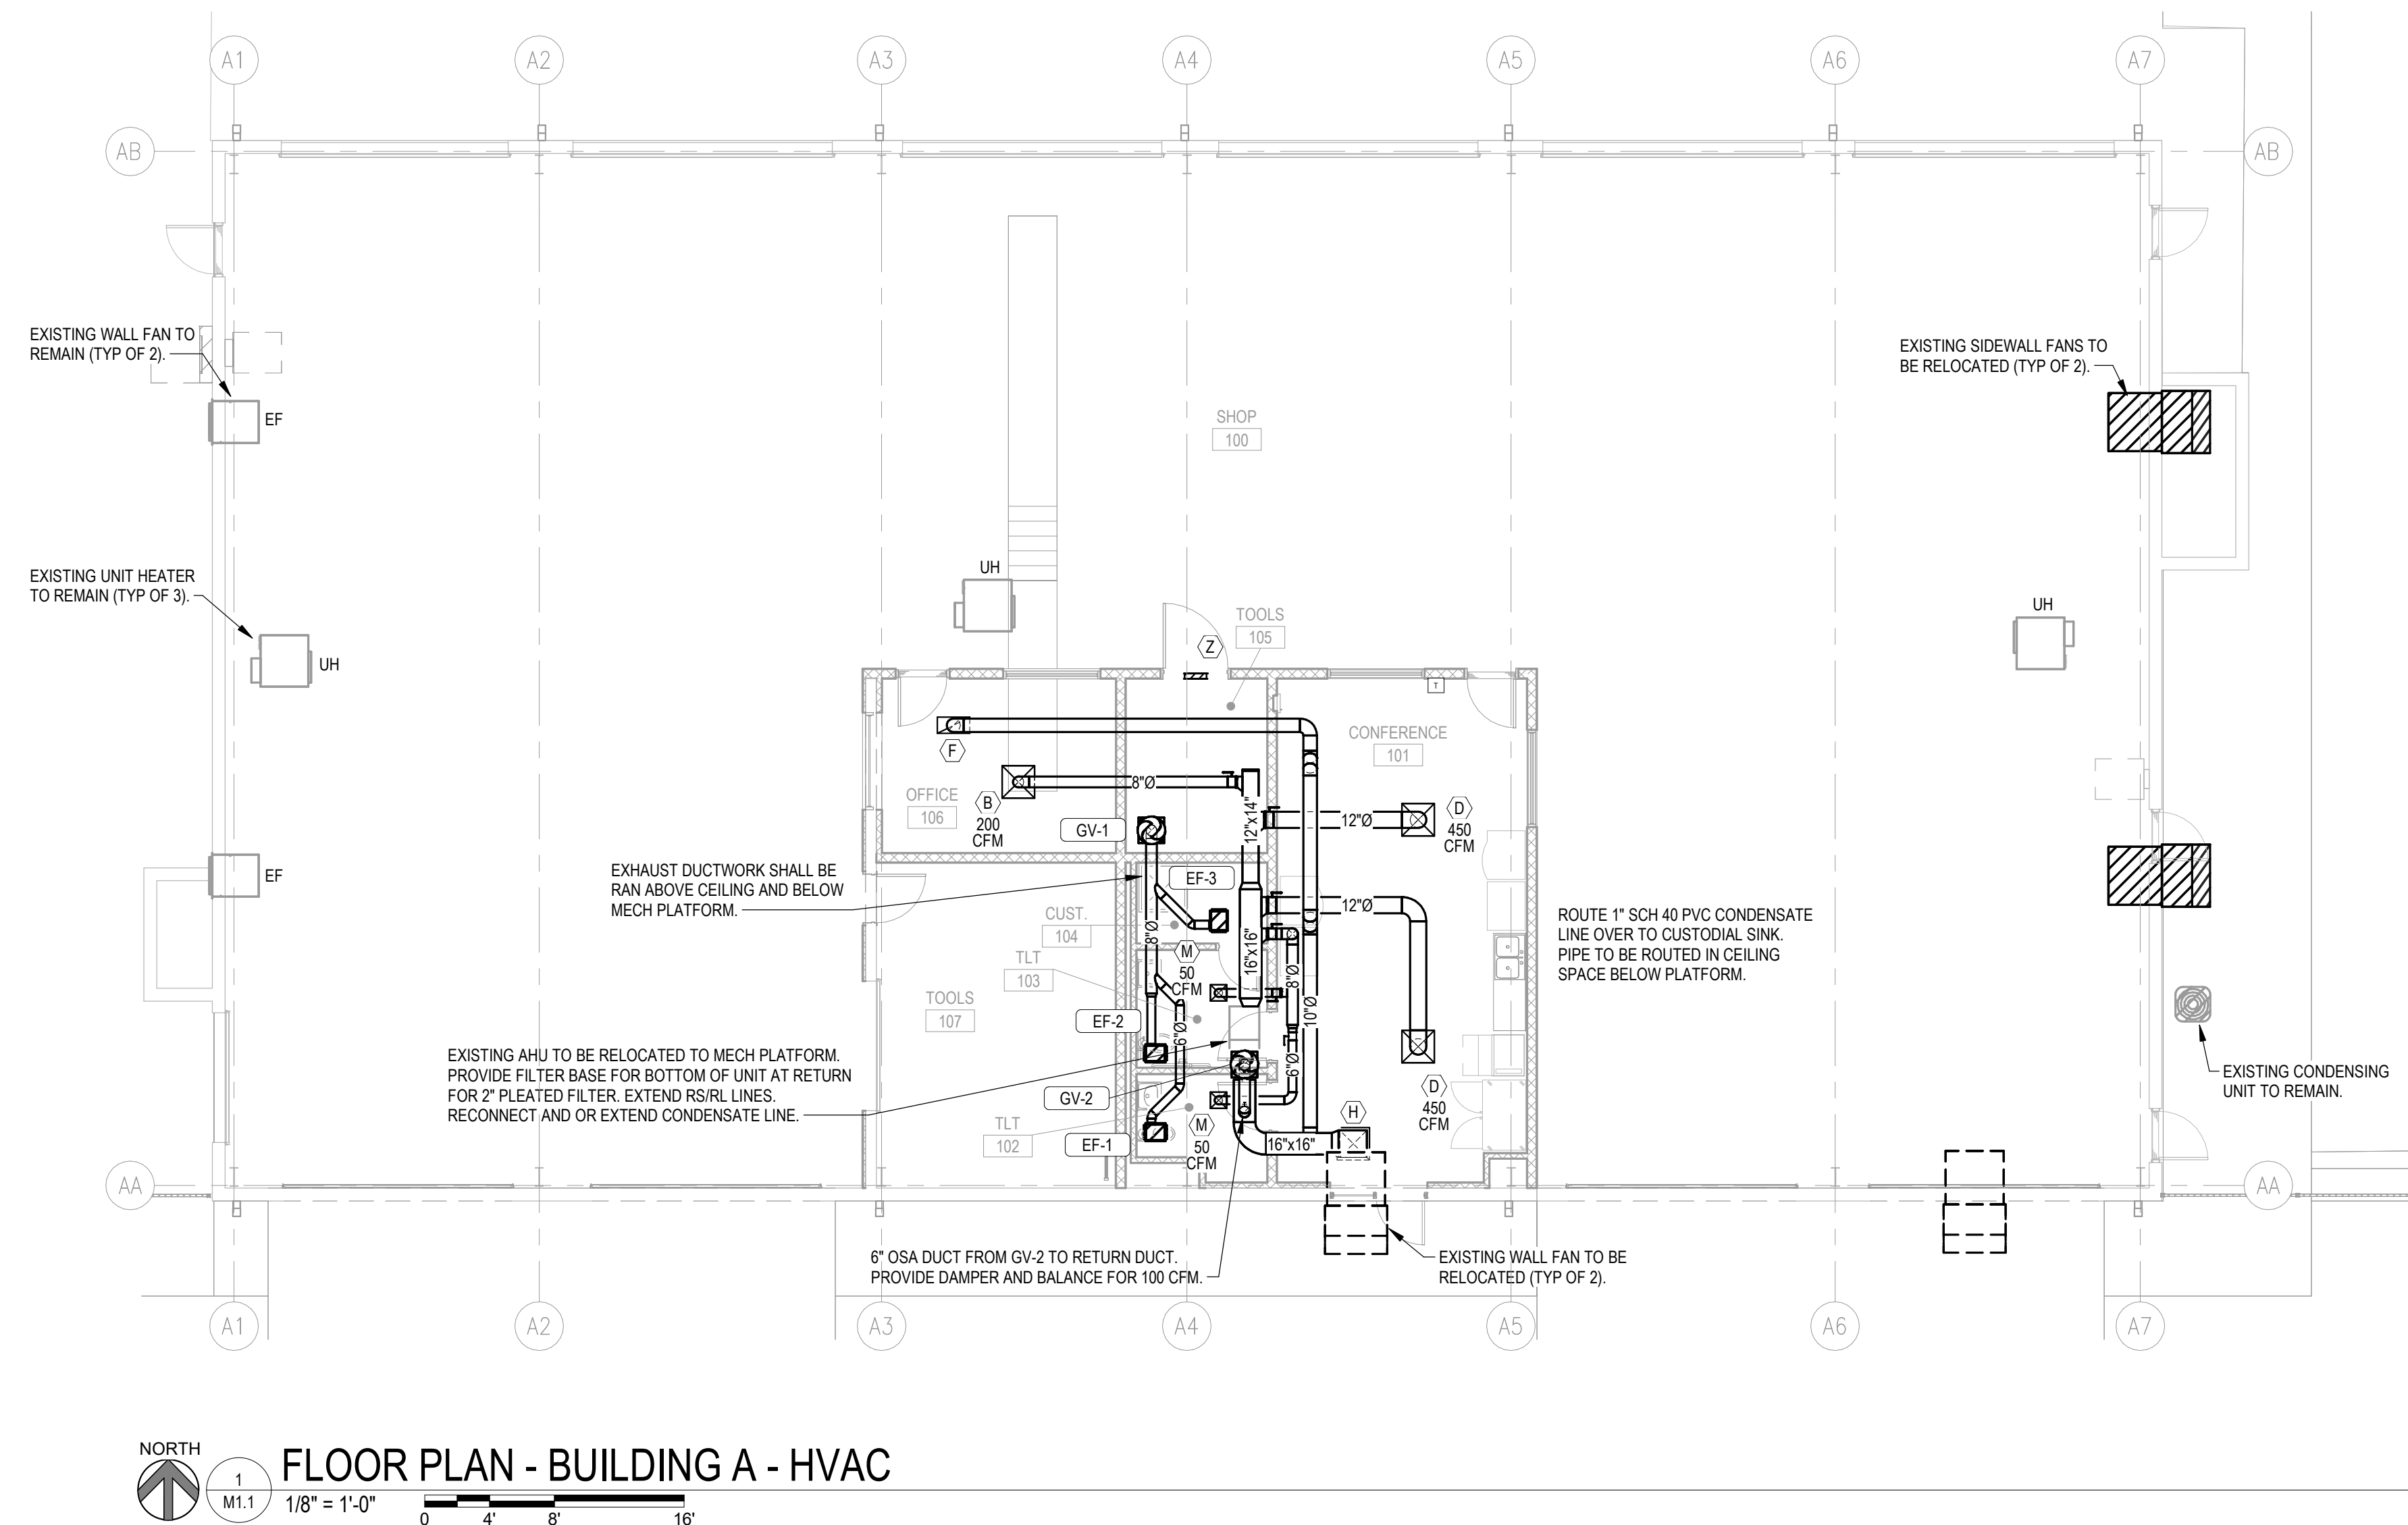 A1
A2
A3
A4
A5
A6
A7
AB
AB
EXISTING WALL FAN TO
REMAIN (TYP OF 2).
EF
EXISTING SIDEWALL FANS TO
BE RELOCATED (TYP OF 2).
SHOP
100
EXISTING UNIT HEATER
TO REMAIN (TYP OF 3).
UH
UH
UH
TOOLS
105
Z
T
F
CONFERENCE
101
OFFICE
106
B
200
CFM
8"Ø
12"x14"
12"Ø
D
450
CFM
GV-1
EXHAUST DUCTWORK SHALL BE
RAN ABOVE CEILING AND BELOW
MECH PLATFORM.
EF
EF-3
12"Ø
CUST.
104
8"Ø
16"x16"
M
50
CFM
TLT
103
8"Ø
10"Ø
ROUTE 1" SCH 40 PVC CONDENSATE
LINE OVER TO CUSTODIAL SINK.
PIPE TO BE ROUTED IN CEILING
SPACE BELOW PLATFORM.
TOOLS
107
EF-2
6"Ø
6"Ø
EXISTING AHU TO BE RELOCATED TO MECH PLATFORM.
PROVIDE FILTER BASE FOR BOTTOM OF UNIT AT RETURN
FOR 2" PLEATED FILTER. EXTEND RS/RL LINES.
RECONNECT AND OR EXTEND CONDENSATE LINE.
EXISTING CONDENSING
UNIT TO REMAIN.
GV-2
D
450
CFM
H
TLT
102
EF-1
M
50
CFM
16"x16"
AA
AA
6" OSA DUCT FROM GV-2 TO RETURN DUCT.
PROVIDE DAMPER AND BALANCE FOR 100 CFM.
EXISTING WALL FAN TO BE
RELOCATED (TYP OF 2).
A1
A2
A3
A4
A5
A6
A7
NORTH
1
M1.1
FLOOR PLAN - BUILDING A - HVAC
1/8" = 1'-0"
0
4'
8'
16'